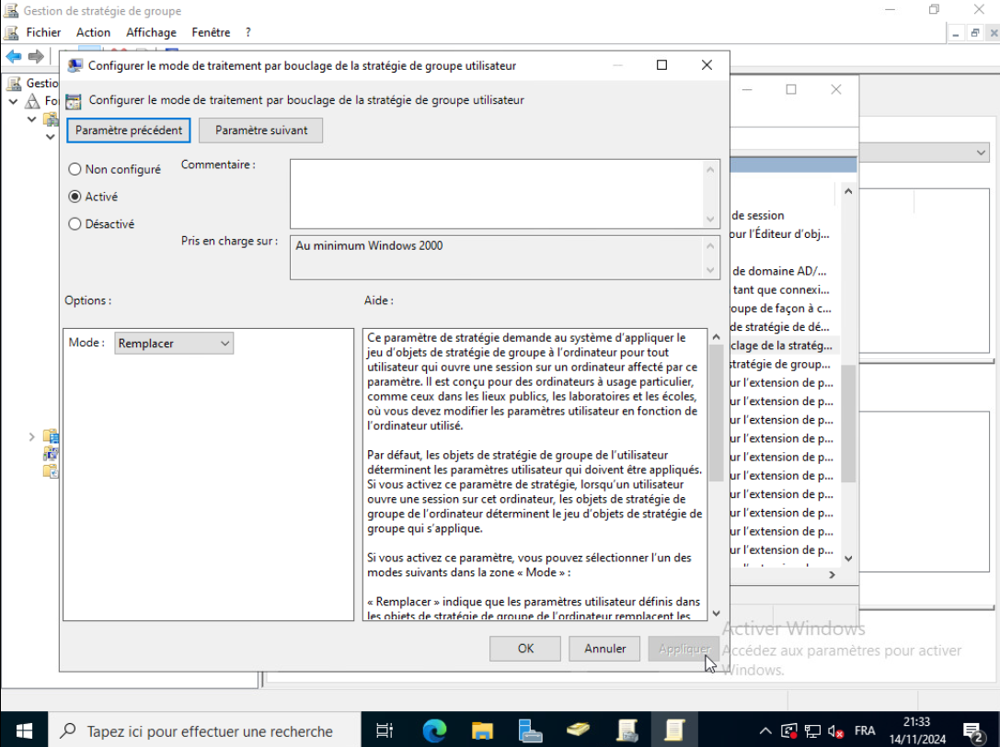 Gestion de stratégie de groupe
Fichier Action Affichage Fenêtre ?
Configurer le mode de traitement par bouclage de la stratégie de groupe utilisateur
Gestio
Configurer le mode de traitement par bouclage de la stratégie de groupe utilisateur
Fo
Paramètre précédent Paramètre suivant
Non configuré
Commentaire :
Activé
Désactivé
Pris en charge sur :
Au minimum Windows 2000
Options :
Aide :
Mode : Remplacer
Ce paramètre de stratégie demande au système d'appliquer le
jeu d'objets de stratégie de groupe à l'ordinateur pour tout
utilisateur qui ouvre une session sur un ordinateur affecté par ce
paramètre. Il est conçu pour des ordinateurs à usage particulier,
comme ceux dans les lieux publics, les laboratoires et les écoles,
où vous devez modifier les paramètres utilisateur en fonction de
l'ordinateur utilisé.
Par défaut, les objets de stratégie de groupe de l'utilisateur
déterminent les paramètres utilisateur qui doivent être appliqués.
Si vous activez ce paramètre de stratégie, lorsqu'un utilisateur
ouvre une session sur cet ordinateur, les objets de stratégie de
groupe de l'ordinateur déterminent le jeu d'objets de stratégie de
groupe qui s'applique.
Si vous activez ce paramètre, vous pouvez sélectionner l'un des
modes suivants dans la zone « Mode » :
« Remplacer » indique que les paramètres utilisateur définis dans
les objets de stratégie de groupe de l'ordinateur remplacent les
OK Annuler Appliquer
de session
our l'Éditeur d'obj...
de domaine AD/...
tant que connexi...
oupe de façon à c...
de stratégie de dé...
clage de la stratég...
stratégie de group...
ur l'extension de p...
ur l'extension de p...
ur l'extension de p...
ur l'extension de p...
ur l'extension de p...
ur l'extension de p...
ur l'extension de p...
ur l'extension de p...
ur l'extension de p...
ur l'extension de p...
Activer Windows
Accédez aux paramètres pour activer
Windows.
Tapez ici pour effectuer une recherche
FRA
21:33
14/11/2024
2